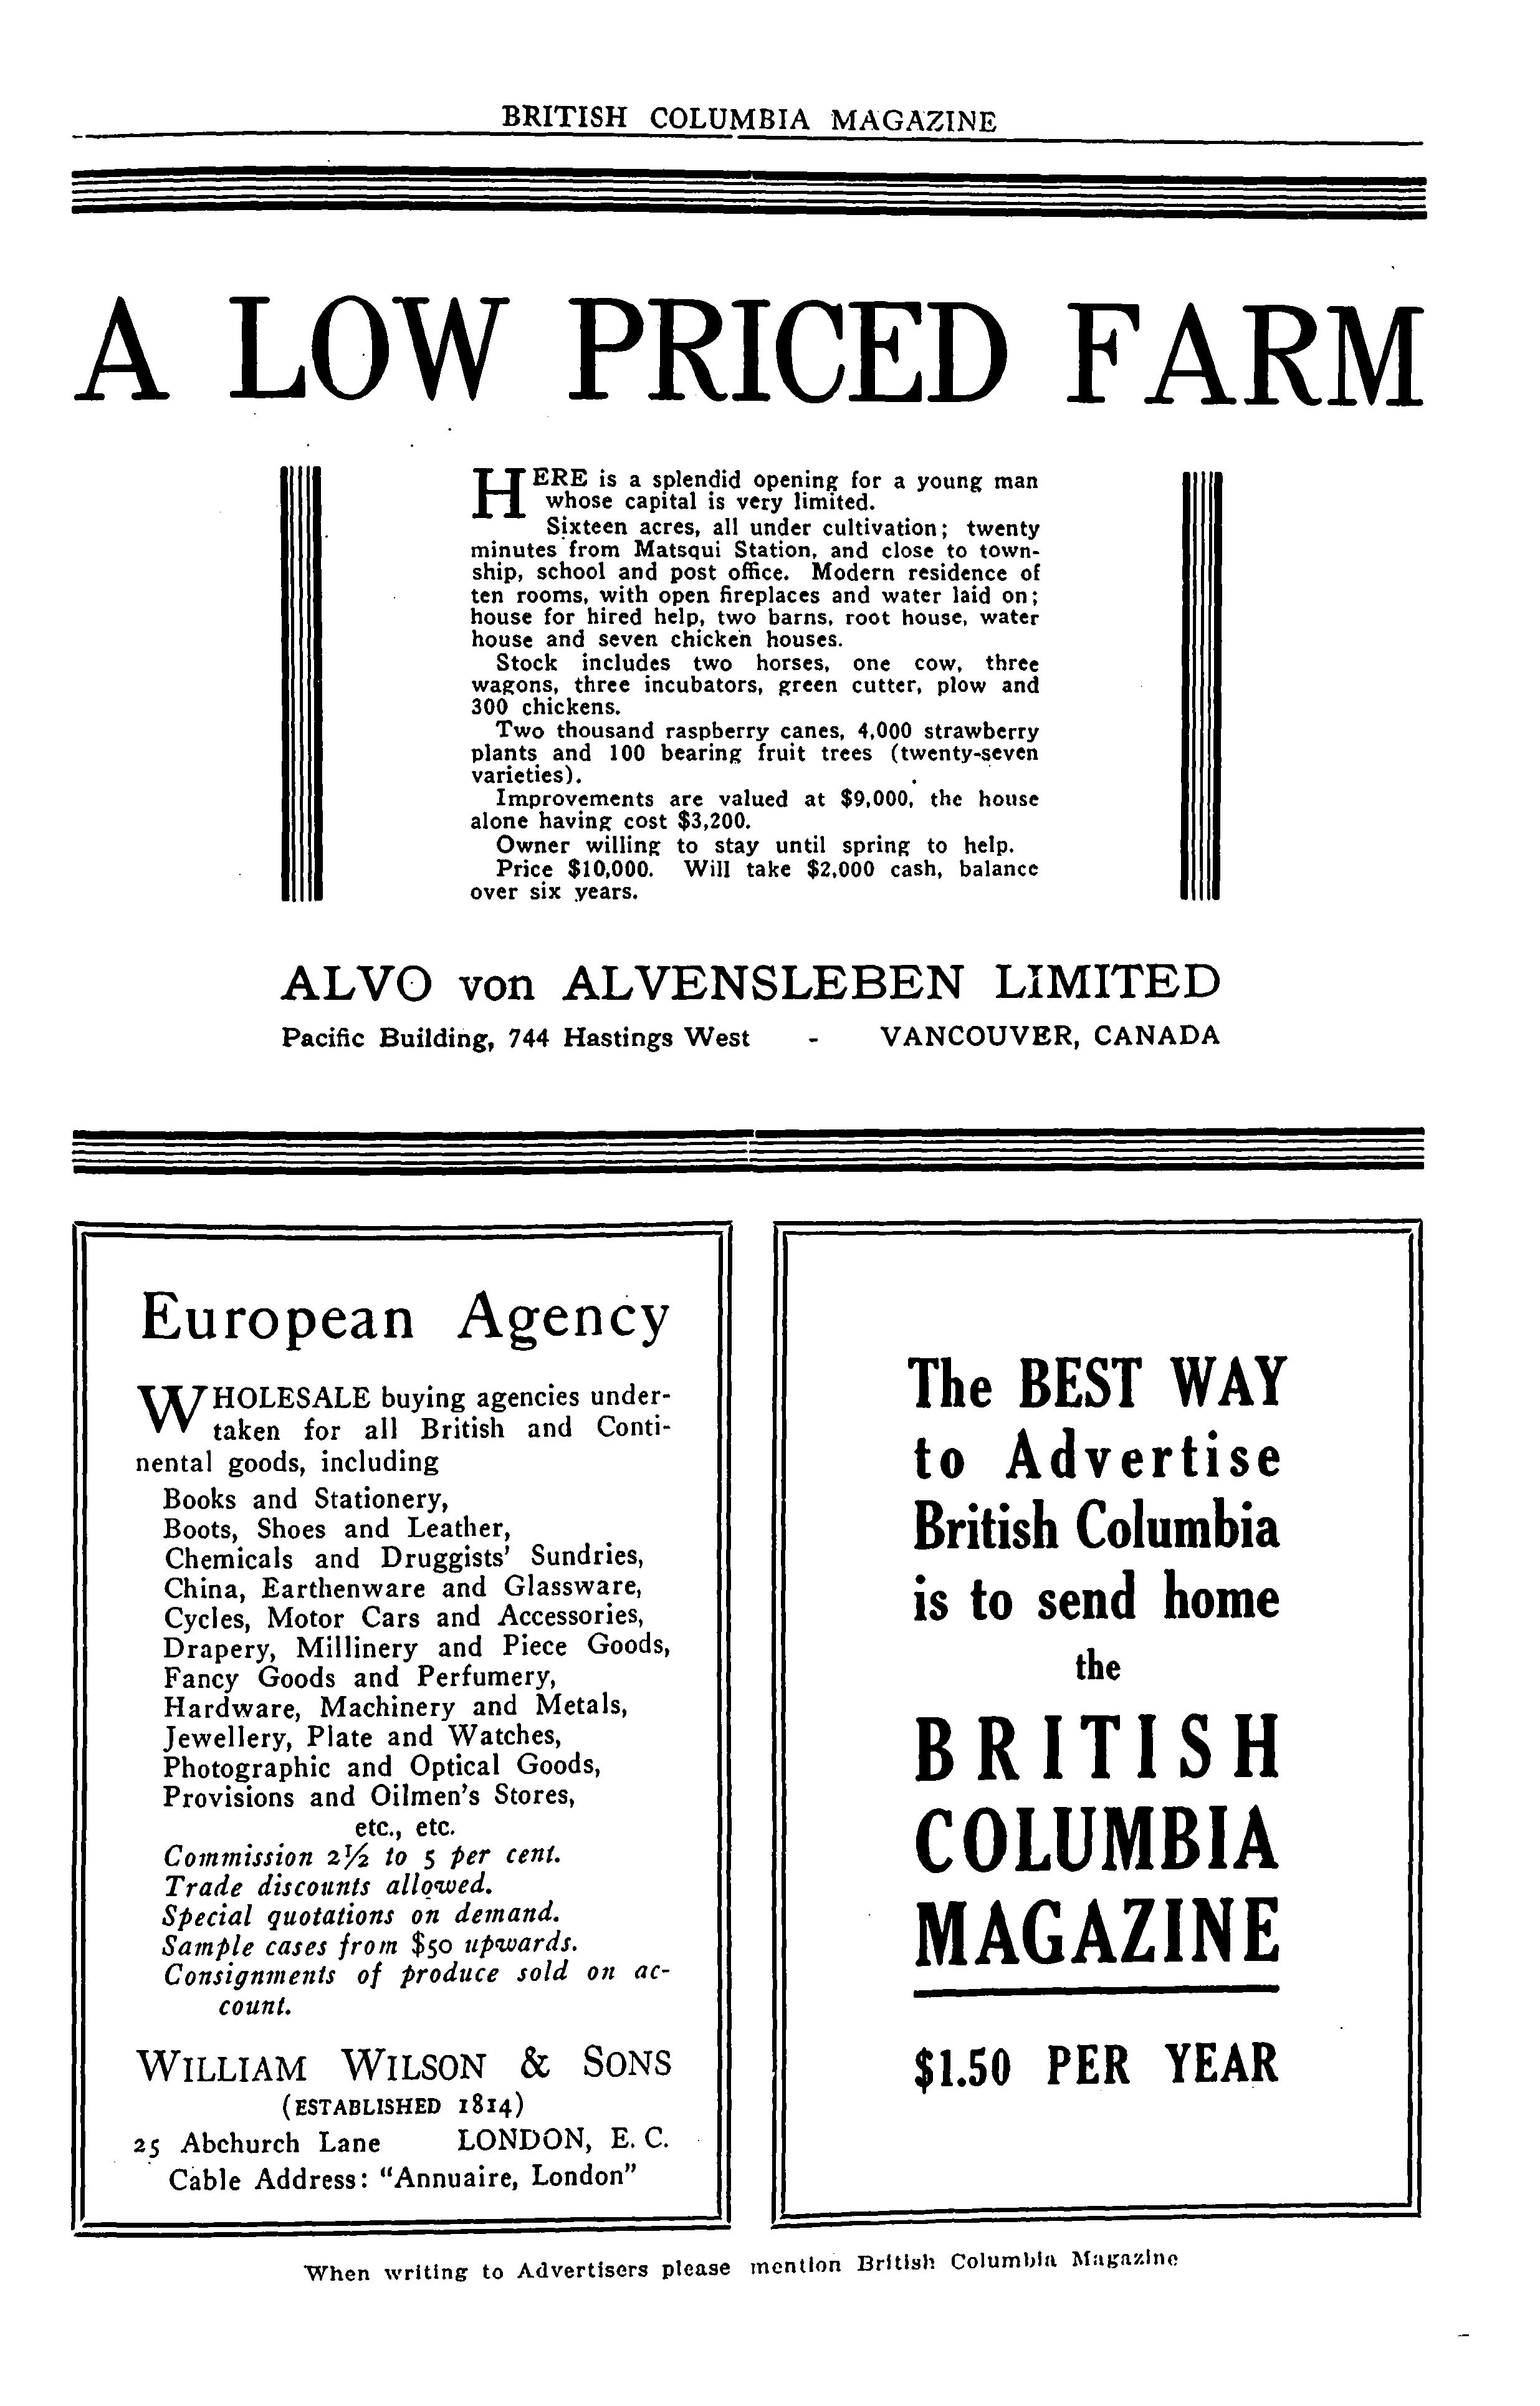 BRITISH COLUMBIA MAGAZINE
A LOW PRICED FARM
HERE is a splendid opening for a young man
whose capital is very limited.
Sixteen acres, all under cultivation; twenty
minutes from Matsqui Station, and close to town-
ship, school and post office. Modern residence of
ten rooms, with open fireplaces and water laid on;
house for hired help, two barns, root house, water
house and seven chicken houses.
Stock includes two horses, one cow, three
wagons, three incubators, green cutter, plow and
300 chickens.
Two thousand raspberry canes, 4,000 strawberry
plants and 100 bearing fruit trees (twenty-seven
varieties).
Improvements are valued at $9,000, the house
alone having cost $3,200.
Owner willing to stay until spring to help.
Price $10,000. Will take $2,000 cash, balance
over six years.
ALVO von ALVENSLEBEN LIMITED
Pacific Building, 744 Hastings West - VANCOUVER, CANADA
European Agency
WHOLESALE buying agencies under-
taken for all British and Conti-
nental goods, including
Books and Stationery,
Boots, Shoes and Leather,
Chemicals and Druggists' Sundries,
China, Earthenware and Glassware,
Cycles, Motor Cars and Accessories,
Drapery, Millinery and Piece Goods,
Fancy Goods and Perfumery,
Hardware, Machinery and Metals,
Jewellery, Plate and Watches,
Photographic and Optical Goods,
Provisions and Oilmen's Stores,
etc., etc.
Commission 2½ to 5 per cent.
Trade discounts allowed.
Special quotations on demand.
Sample cases from $50 upwards.
Consignments of produce sold on ac-
count.
WILLIAM WILSON & SONS
(ESTABLISHED 1814)
25 Abchurch Lane LONDON, E. C.
Cable Address: "Annuaire, London"
The BEST WAY
to Advertise
British Columbia
is to send home
the
BRITISH
COLUMBIA
MAGAZINE
$1.50 PER YEAR
When writing to Advertisers please mention British Columbia Magazine